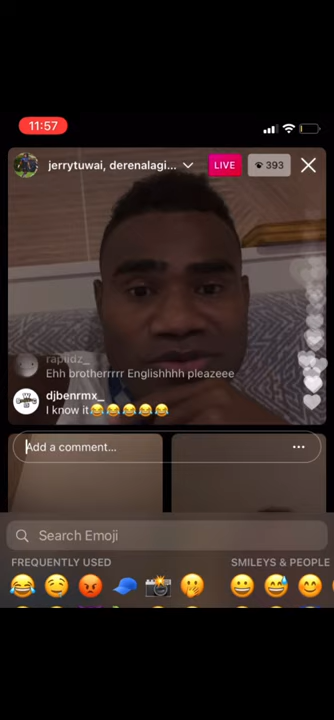 11:57
jerrytuwai, derenalagi...
LIVE
393
rapiidz_
Ehh brotherrrrr Englishhhh pleazeee
djbenrmx_
I know it😂😂😂😂😂
Add a comment...
Search Emoji
FREQUENTLY USED
SMILEYS & PEOPLE